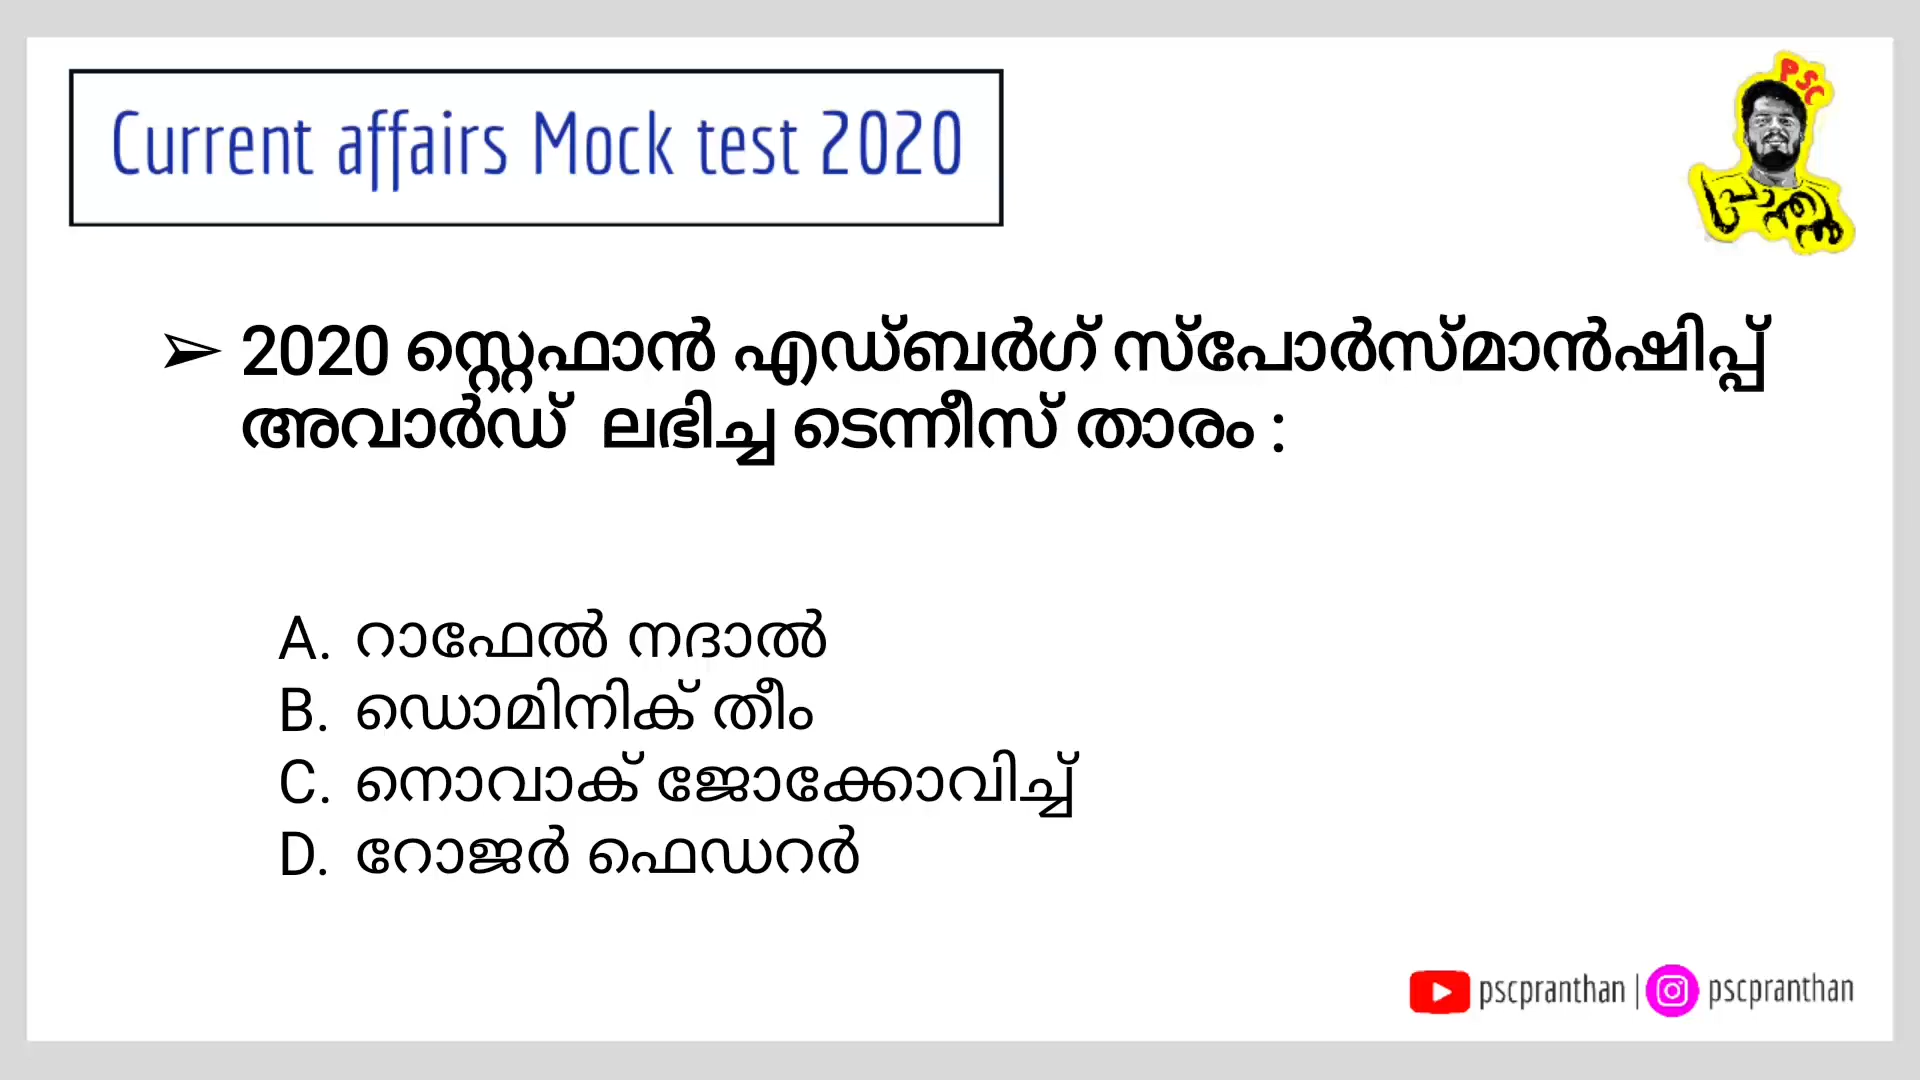 Current affairs Mock test 2020
PSC
പ്രാന്തൻ
➢ 2020 സ്റ്റെഫാൻ എഡ്ബർഗ് സ്പോർസ്മാൻഷിപ്പ്
അവാർഡ് ലഭിച്ച ടെന്നീസ് താരം :
A. റാഫേൽ നദാൽ
B. ഡൊമിനിക് തീം
C. നൊവാക് ജോക്കോവിച്ച്
D. റോജർ ഫെഡറർ
pscpranthan | pscpranthan